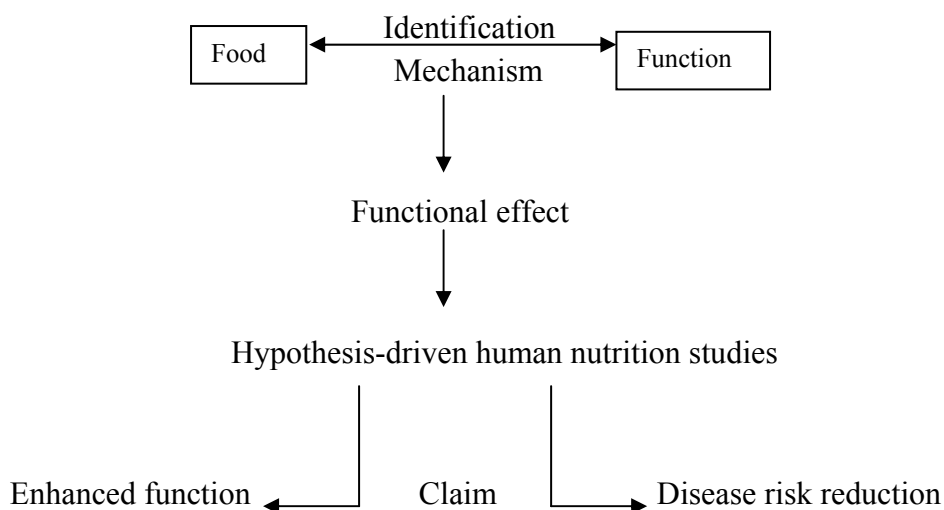 Identification
Food
Function
Mechanism
Functional effect
Hypothesis-driven human nutrition studies
Enhanced function Claim Disease risk reduction